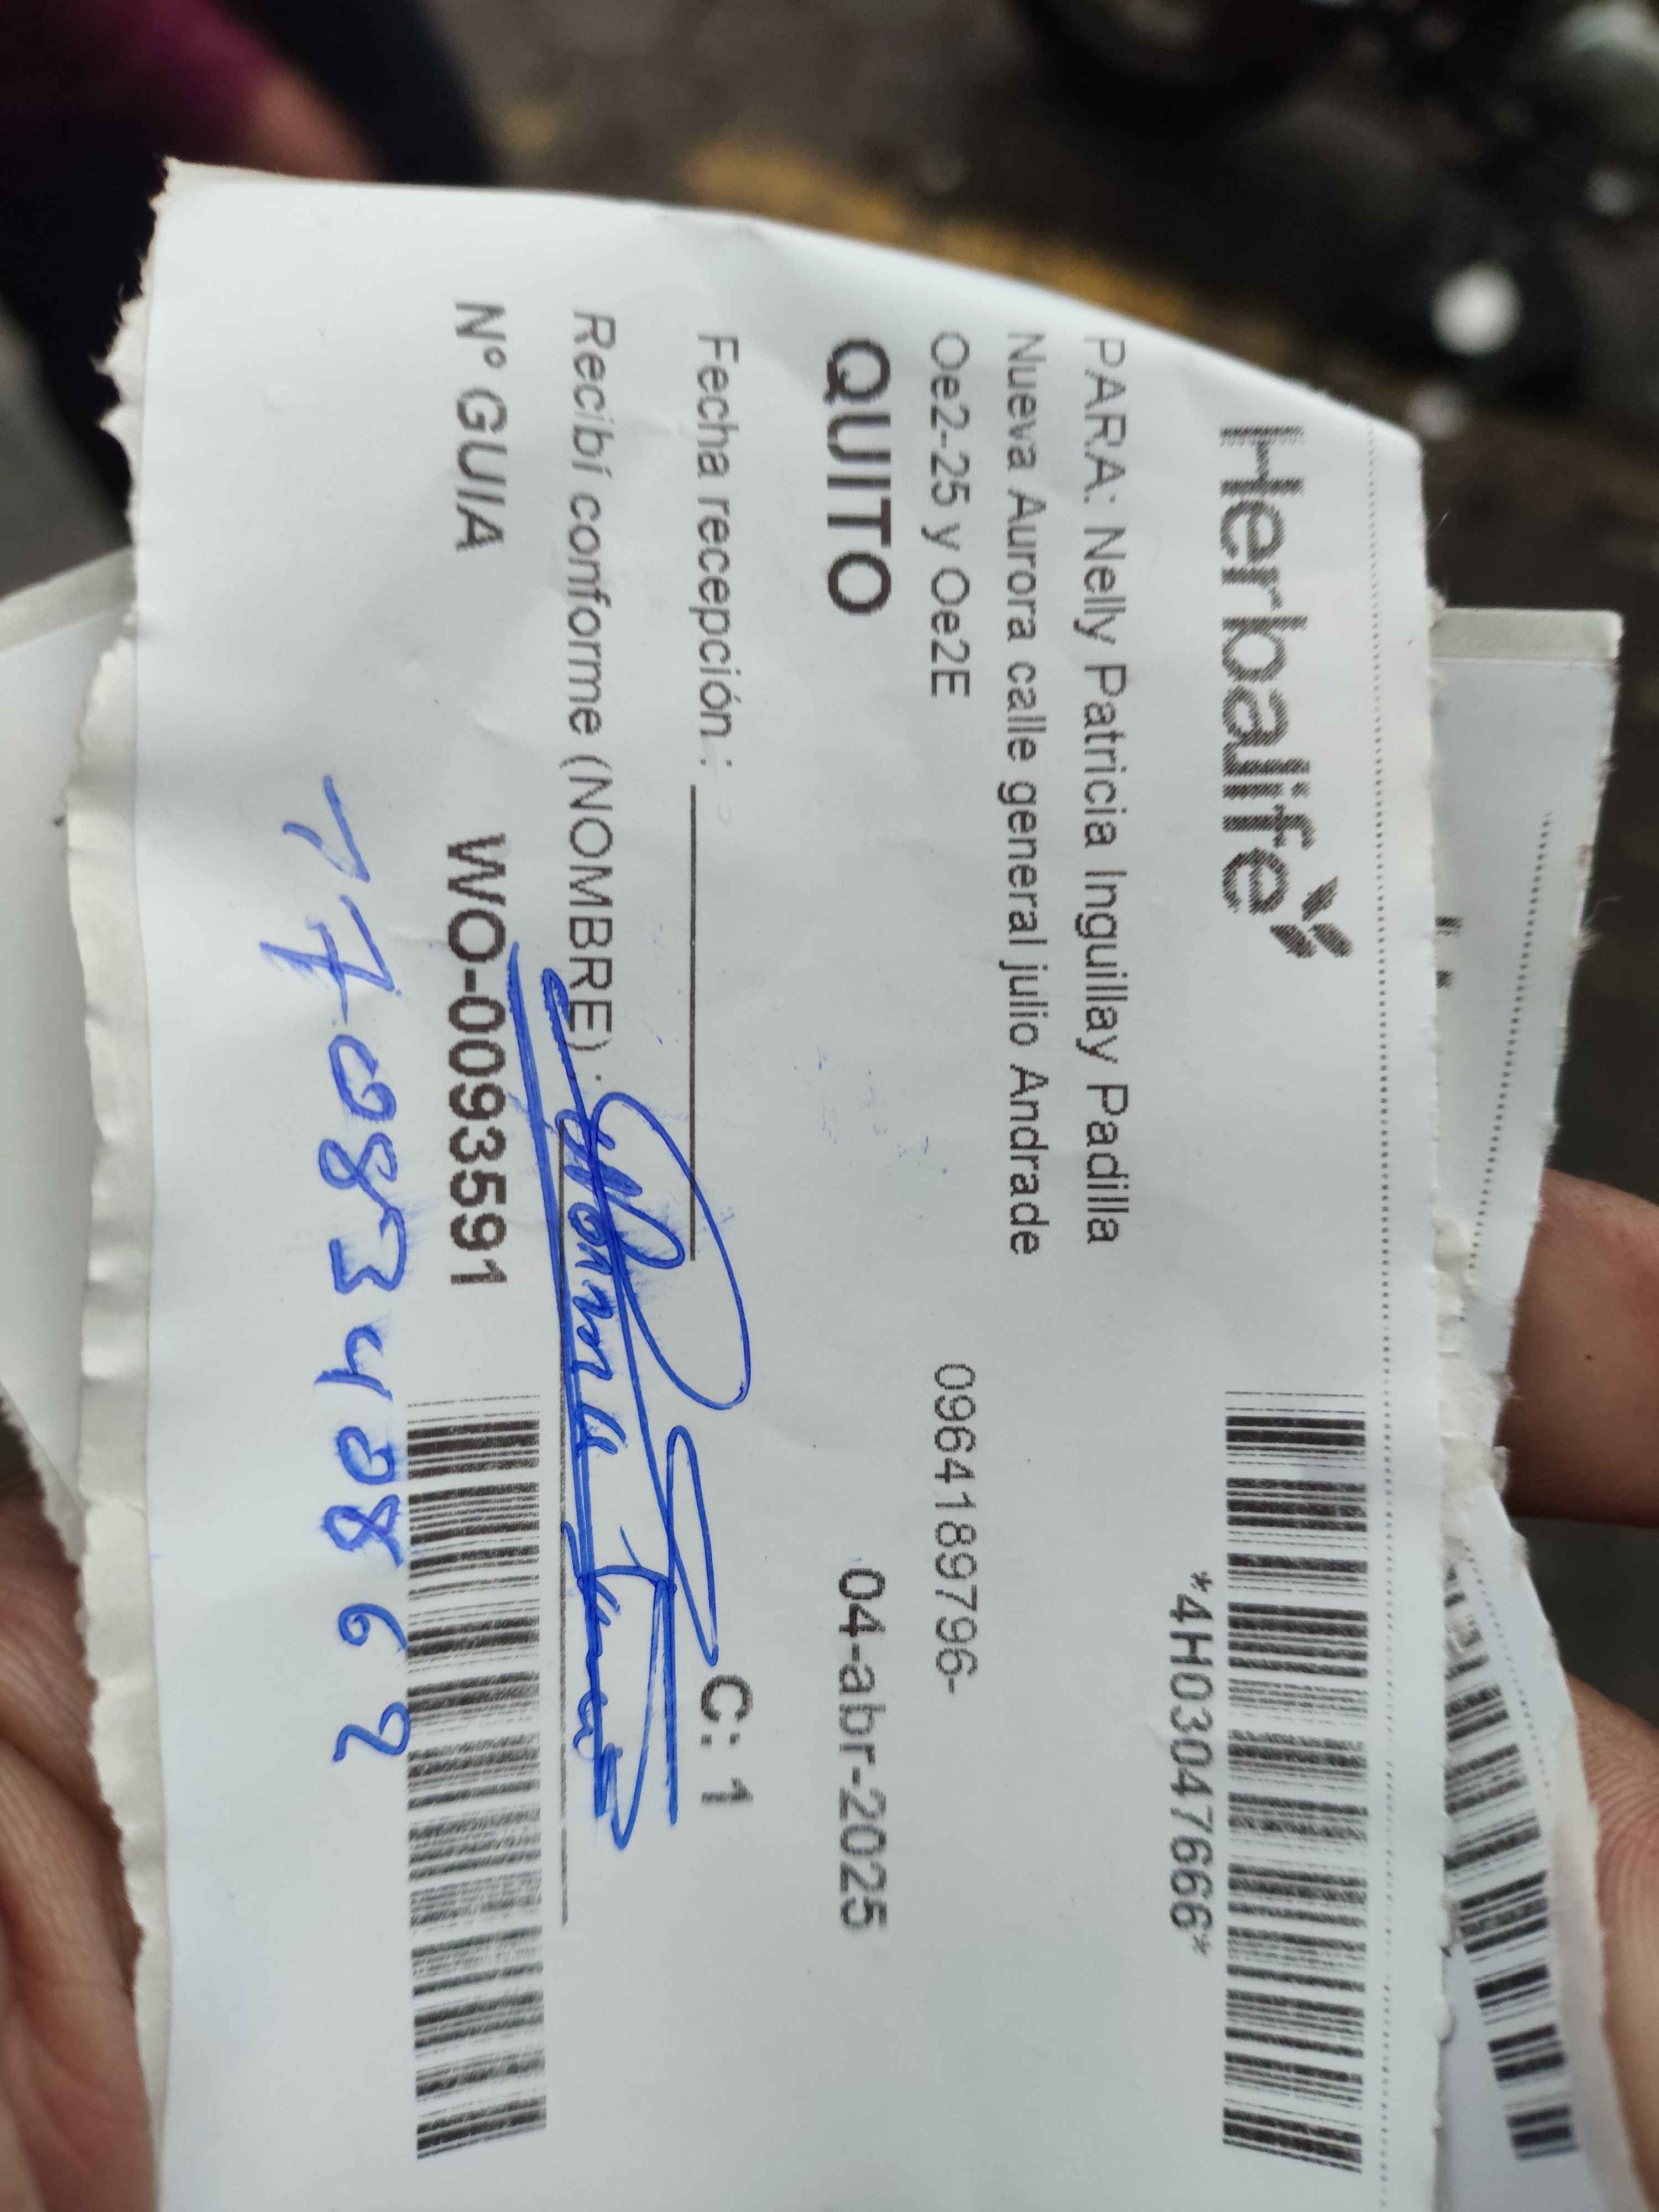 Herbalife
*4H03047666*
PARA: Nelly Patricia Inguillay Padilla
Nueva Aurora calle general julio Andrade
Oe2-25 y Oe2E 0964189796-
QUITO 04-abr-2025
Fecha recepción : C: 1
Recibí conforme (NOMBRE) :
Nº GUIA WO-0093591
1708340862